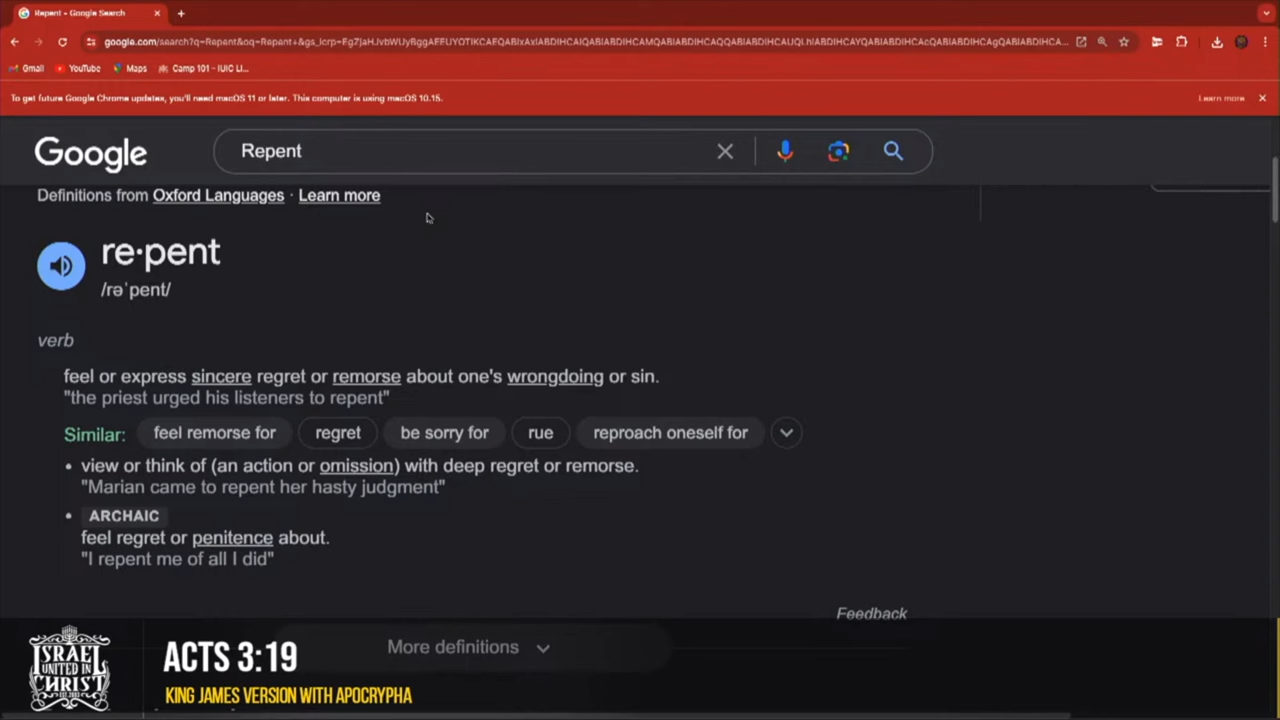 Repent - Google Search
Gmail YouTube Maps Camp 101 - IUIC Li...
To get future Google Chrome updates, you'll need macOS 11 or later. This computer is using macOS 10.15. Learn more
Google Repent
Definitions from Oxford Languages · Learn more
re·pent
/rəˈpent/
verb
feel or express sincere regret or remorse about one's wrongdoing or sin.
"the priest urged his listeners to repent"
Similar: feel remorse for regret be sorry for rue reproach oneself for
• view or think of (an action or omission) with deep regret or remorse.
"Marian came to repent her hasty judgment"
• ARCHAIC
feel regret or penitence about.
"I repent me of all I did"
Feedback
More definitions
ISRAEL
UNITED IN
CHRIST
EST. 2003
ACTS 3:19
KING JAMES VERSION WITH APOCRYPHA